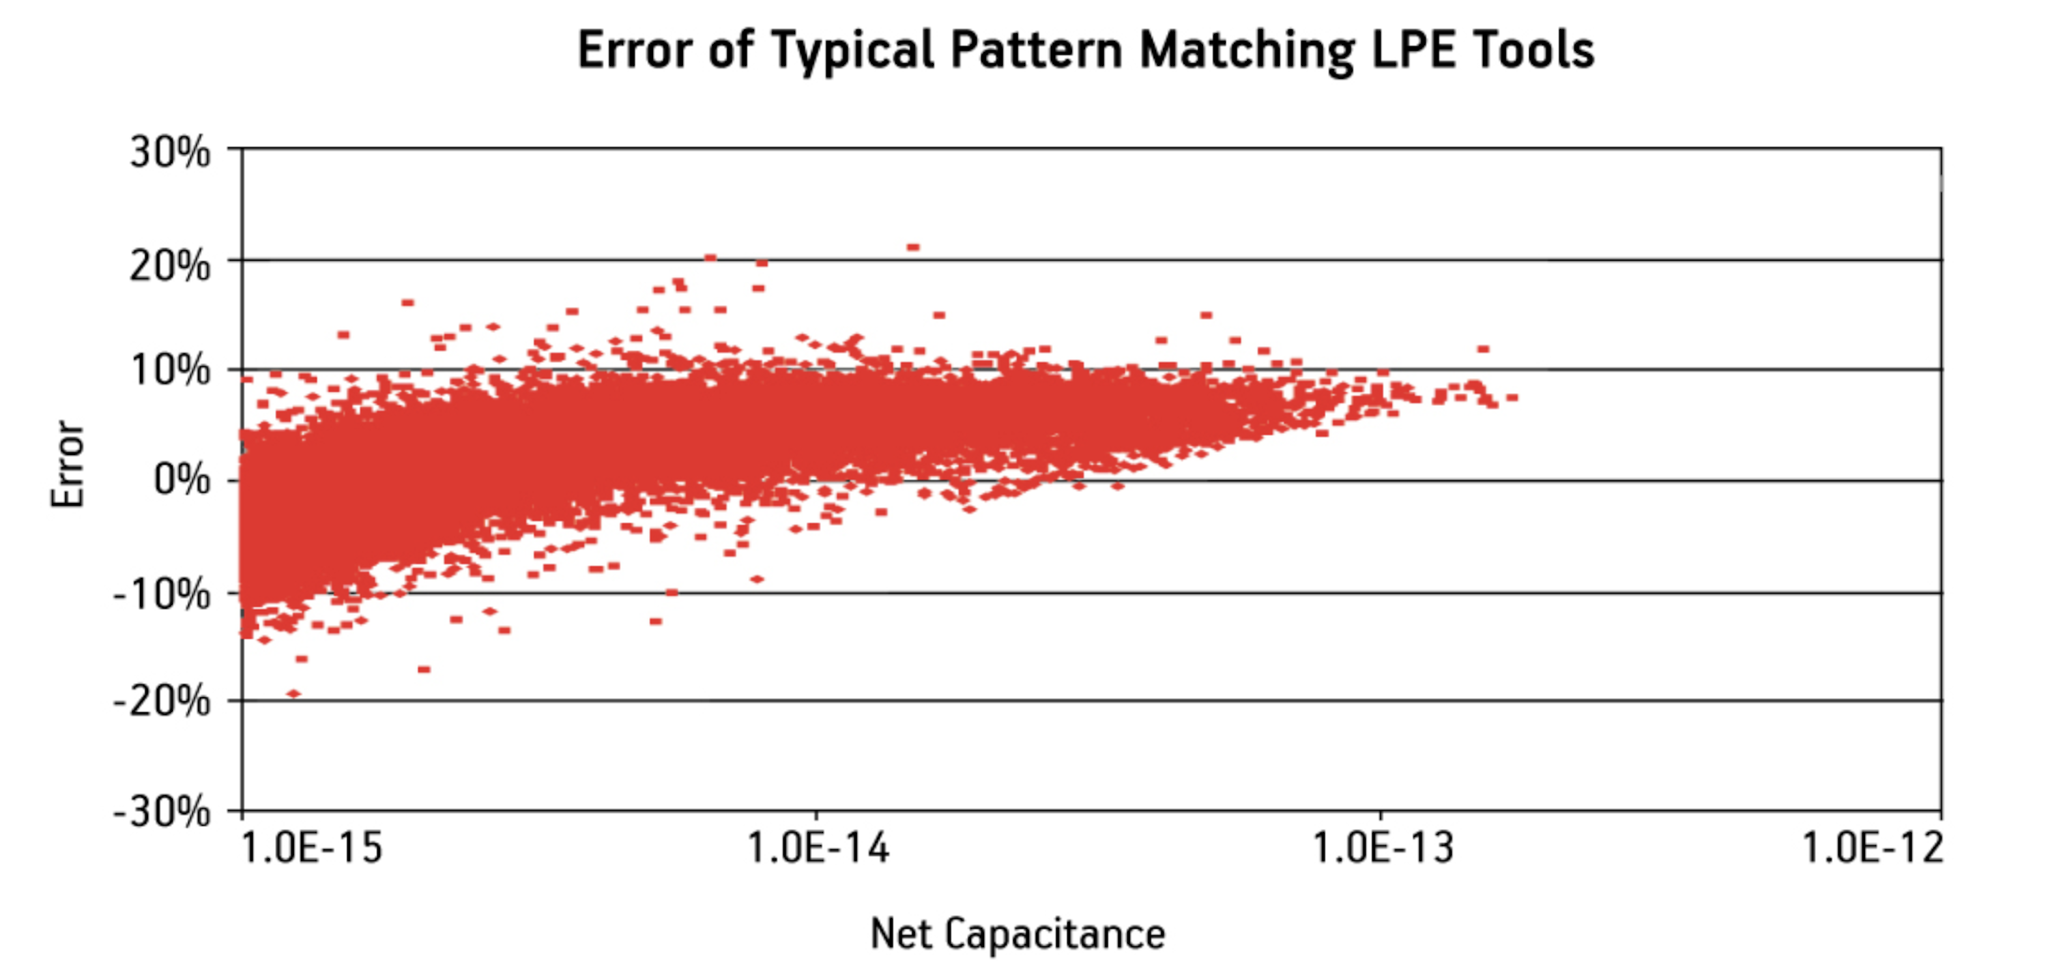 Error of Typical Pattern Matching LPE Tools
30%
20%
10%
0%
-10%
-20%
-30%
Error
1.0E-15 1.0E-14 1.0E-13 1.0E-12
Net Capacitance